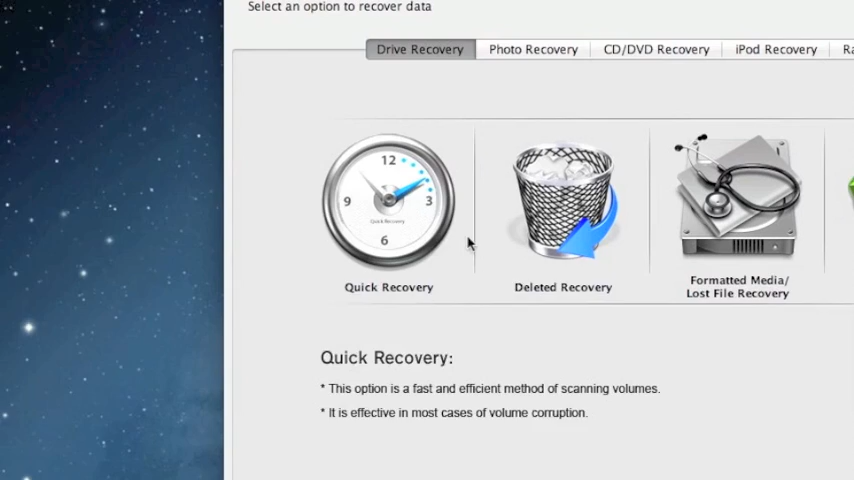 Select an option to recover data
Drive Recovery
Photo Recovery
CD/DVD Recovery
iPod Recovery
12
3
6
9
Quick Recovery
Quick Recovery
Deleted Recovery
Formatted Media/
Lost File Recovery
Quick Recovery:
* This option is a fast and efficient method of scanning volumes.
* It is effective in most cases of volume corruption.